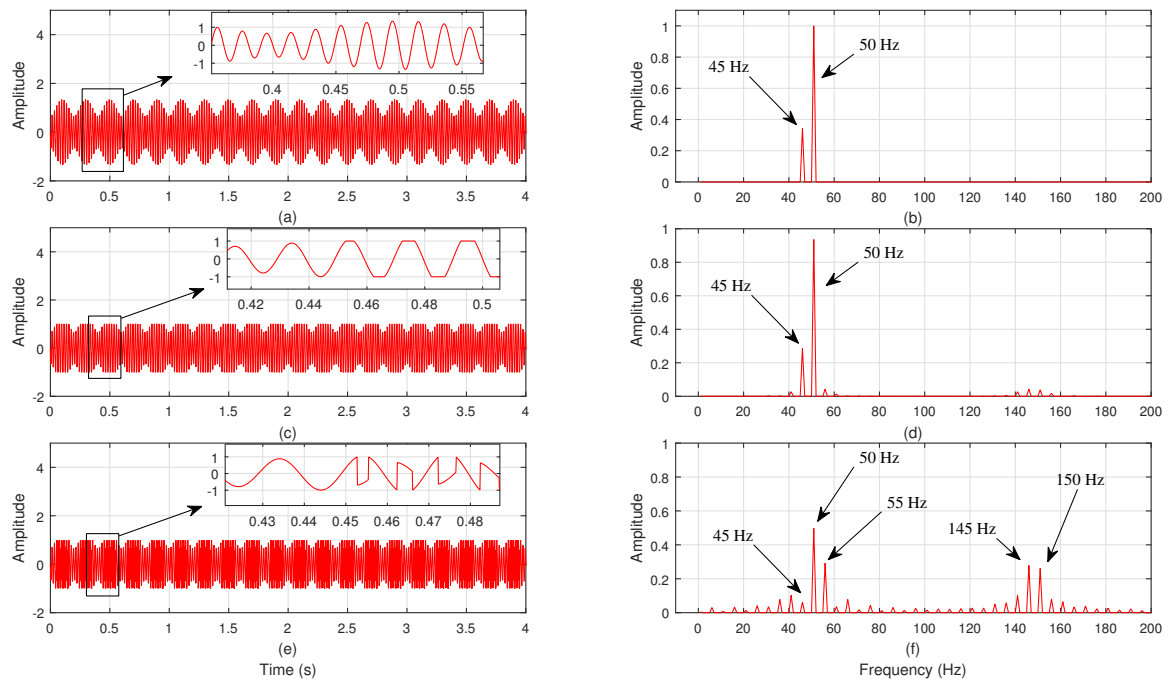 Amplitude
4
2
0
-2
1
0
-1
0.4
0.45
0.5
0.55
0 0.5 1 1.5 2 2.5 3 3.5 4
(a)
Amplitude
1
0.8
0.6
0.4
0.2
0
45 Hz
50 Hz
0 20 40 60 80 100 120 140 160 180 200
(b)
Amplitude
4
2
0
-2
1
0
-1
0.42 0.44 0.46 0.48 0.5
0 0.5 1 1.5 2 2.5 3 3.5 4
(c)
Amplitude
1
0.8
0.6
0.4
0.2
0
45 Hz
50 Hz
0 20 40 60 80 100 120 140 160 180 200
(d)
Amplitude
4
2
0
-2
1
0
-1
0.43 0.44 0.45 0.46 0.47 0.48
0 0.5 1 1.5 2 2.5 3 3.5 4
(e)
Time (s)
Amplitude
1
0.8
0.6
0.4
0.2
0
45 Hz
50 Hz
55 Hz
145 Hz
150 Hz
0 20 40 60 80 100 120 140 160 180 200
(f)
Frequency (Hz)